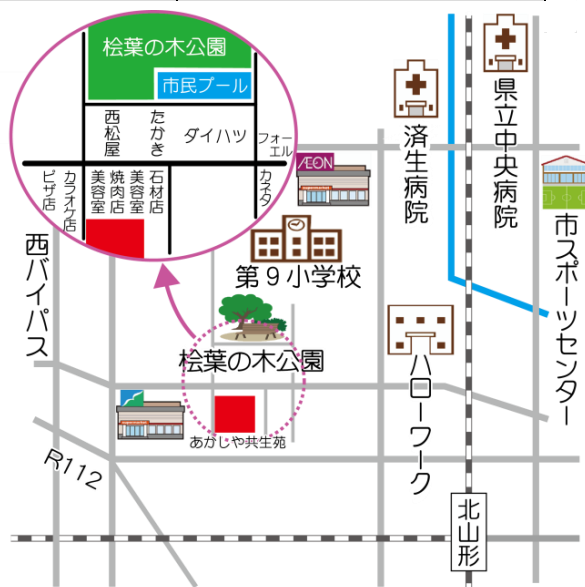 桧葉の木公園
市民プール
西松屋
たかき
ダイハツ
フォーエル
ピザ店
カラオケ店
美容室
焼肉店
美容室
石材店
カネタ
ÆON
済生病院
県立中央病院
市スポーツセンター
西バイパス
第9小学校
桧葉の木公園
ハローワーク
あかしや共生苑
R112
北山形